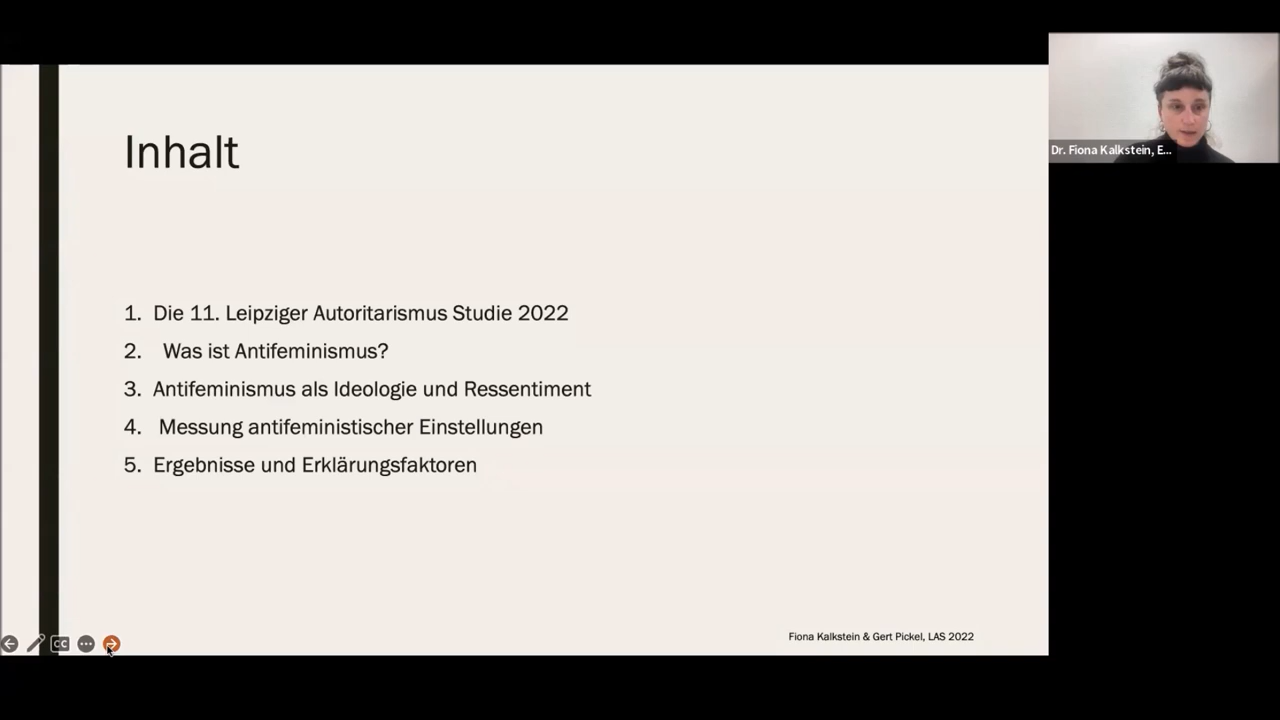 Inhalt
1. Die 11. Leipziger Autoritarismus Studie 2022
2. Was ist Antifeminismus?
3. Antifeminismus als Ideologie und Ressentiment
4. Messung antifeministischer Einstellungen
5. Ergebnisse und Erklärungsfaktoren
Fiona Kalkstein & Gert Pickel, LAS 2022
Dr. Fiona Kalkstein, E...
CC